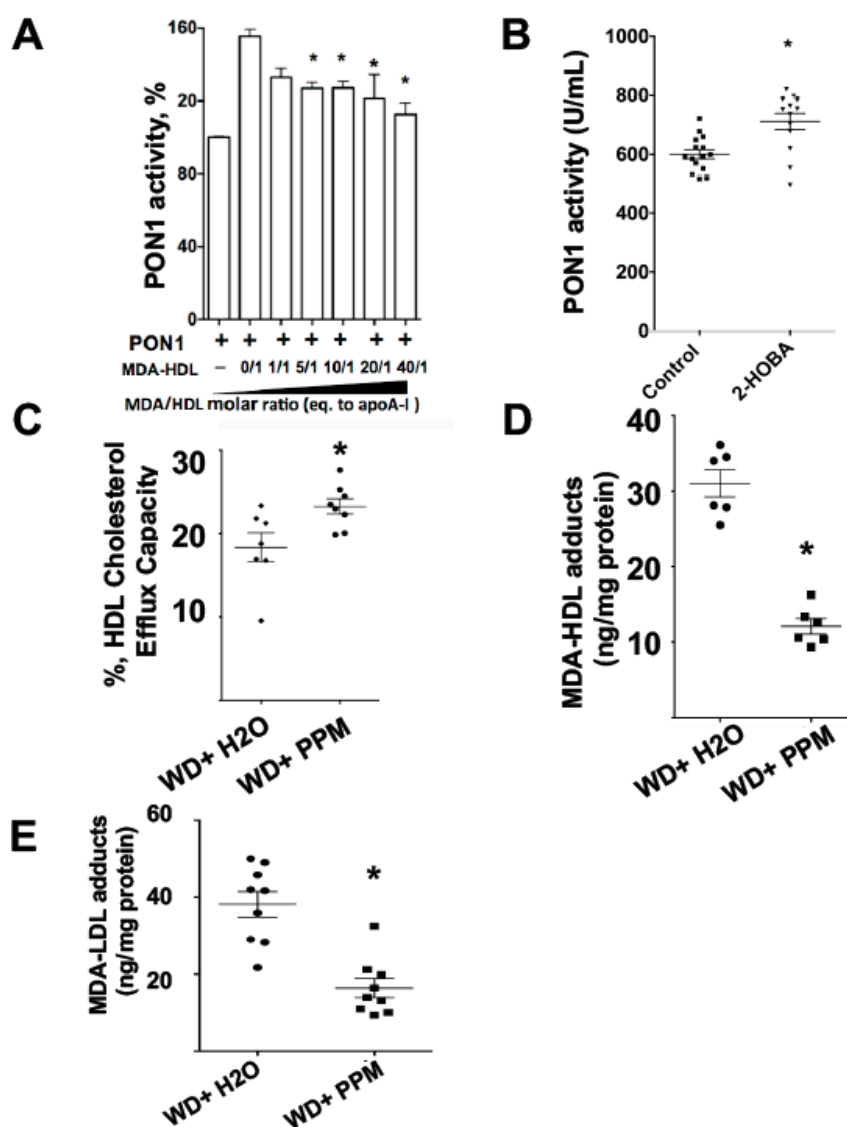 A
PON1 activity, %
160
20
80
40
0
* * * *
PON1 + + + + + + +
MDA-HDL – 0/1 1/1 5/1 10/1 20/1 40/1
MDA/HDL molar ratio (eq. to apoA-I )
B
PON1 activity (U/mL)
1000
800
600
400
200
0
*
Control
2-HOBA
C
%, HDL Cholesterol
Efflux Capacity
30
20
10
*
WD+ H2O
WD+ PPM
D
MDA-HDL adducts
(ng/mg protein)
40
30
20
10
*
WD+ H2O
WD+ PPM
E
MDA-LDL adducts
(ng/mg protein)
60
40
20
*
WD+ H2O
WD+ PPM